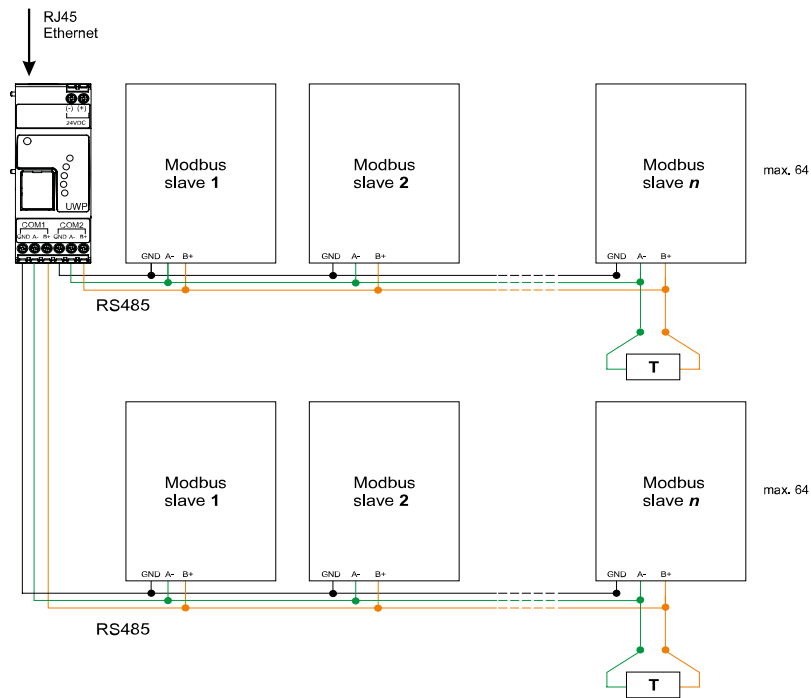 RJ45
Ethernet
(-) (+)
24VDC
UWP
COM1 COM2
GND A- B+ GND A- B+
Modbus
slave 1
Modbus
slave 2
Modbus
slave n
max. 64
GND A- B+
GND A- B+
GND A- B+
RS485
T
Modbus
slave 1
Modbus
slave 2
Modbus
slave n
max. 64
GND A- B+
GND A- B+
GND A- B+
RS485
T